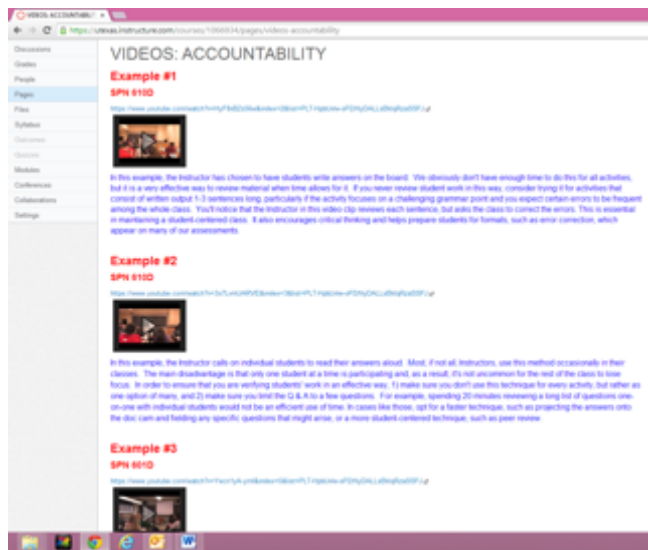 VIDEOS: ACCOUNTABILITY
utexas.instructure.com/courses/1066934/pages/videos-accountability
Discussions
Grades
People
Pages
Files
Syllabus
Outcomes
Quizzes
Modules
Conferences
Collaborations
Settings
VIDEOS: ACCOUNTABILITY
Example #1
SPN 610D
In this example, the Instructor has chosen to have students write answers on the board. We obviously don't have enough time to do this for all activities,
but it is a very effective way to review material when time allows for it. If you never review student work in this way, consider trying it for activities that
consist of written output 1-3 sentences long, particularly if the activity focuses on a challenging grammar point and you expect certain errors to be frequent
among the whole class. You'll notice that the Instructor in this video clip reviews each sentence, but asks the class to correct the errors. This is essential
in maintaining a student-centered class. It also encourages critical thinking and helps prepare students for formats, such as error correction, which
appear on many of our assessments.
Example #2
SPN 610D
In this example, the Instructor calls on individual students to read their answers aloud. Most, if not all, Instructors, use this method occasionally in their
classes. The main disadvantage is that only one student at a time is participating and, as a result, it's not uncommon for the rest of the class to lose
focus. In order to ensure that you are verifying students' work in an effective way, 1) make sure you don't use this technique for every activity, but rather as
one option of many, and 2) make sure you limit the Q & A to a few questions. For example, spending 20 minutes reviewing a long list of questions one-
on-one with individual students would not be an efficient use of time. In cases like those, opt for a faster technique, such as projecting the answers onto
the doc cam and fielding any specific questions that might arise, or a more student-centered technique, such as peer review.
Example #3
SPN 601D